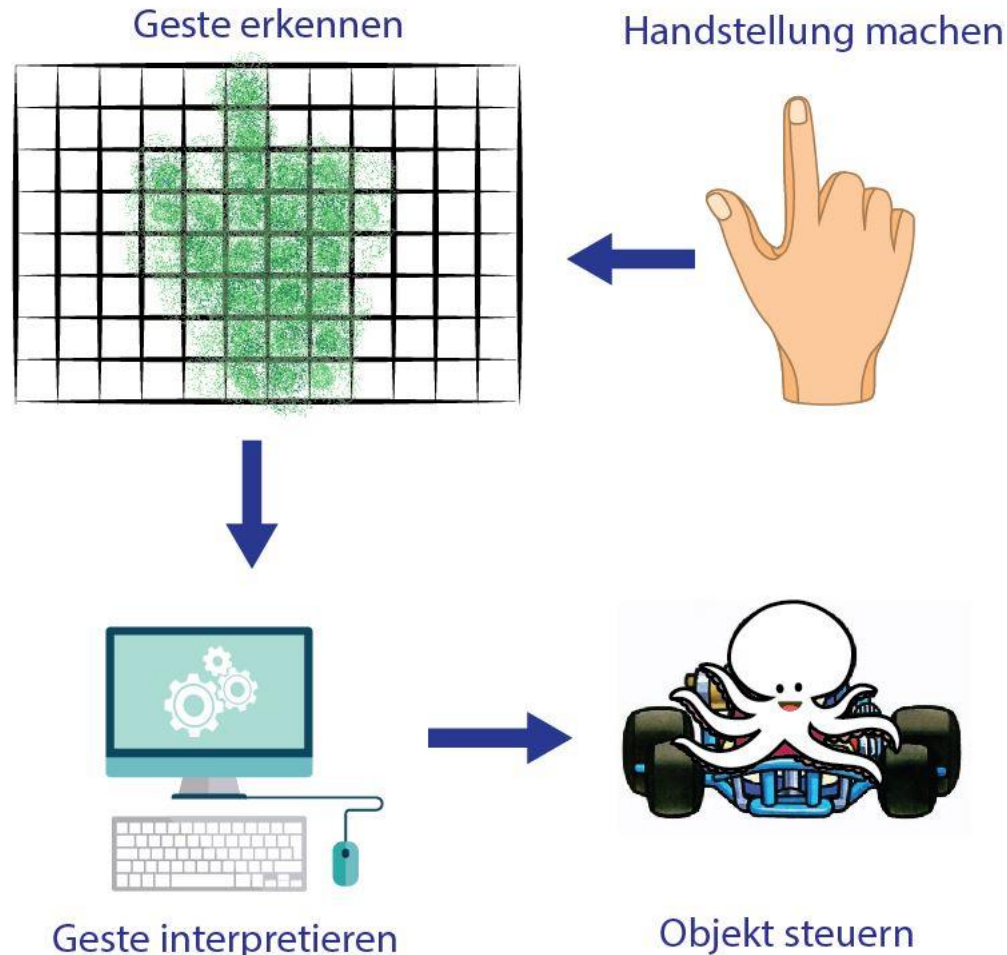 Geste erkennen
Handstellung machen
Geste interpretieren
Objekt steuern